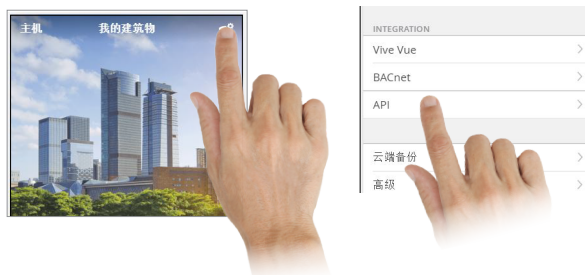 主机
我的建筑物
INTEGRATION
Vive Vue
BACnet
API
云端备份
高级